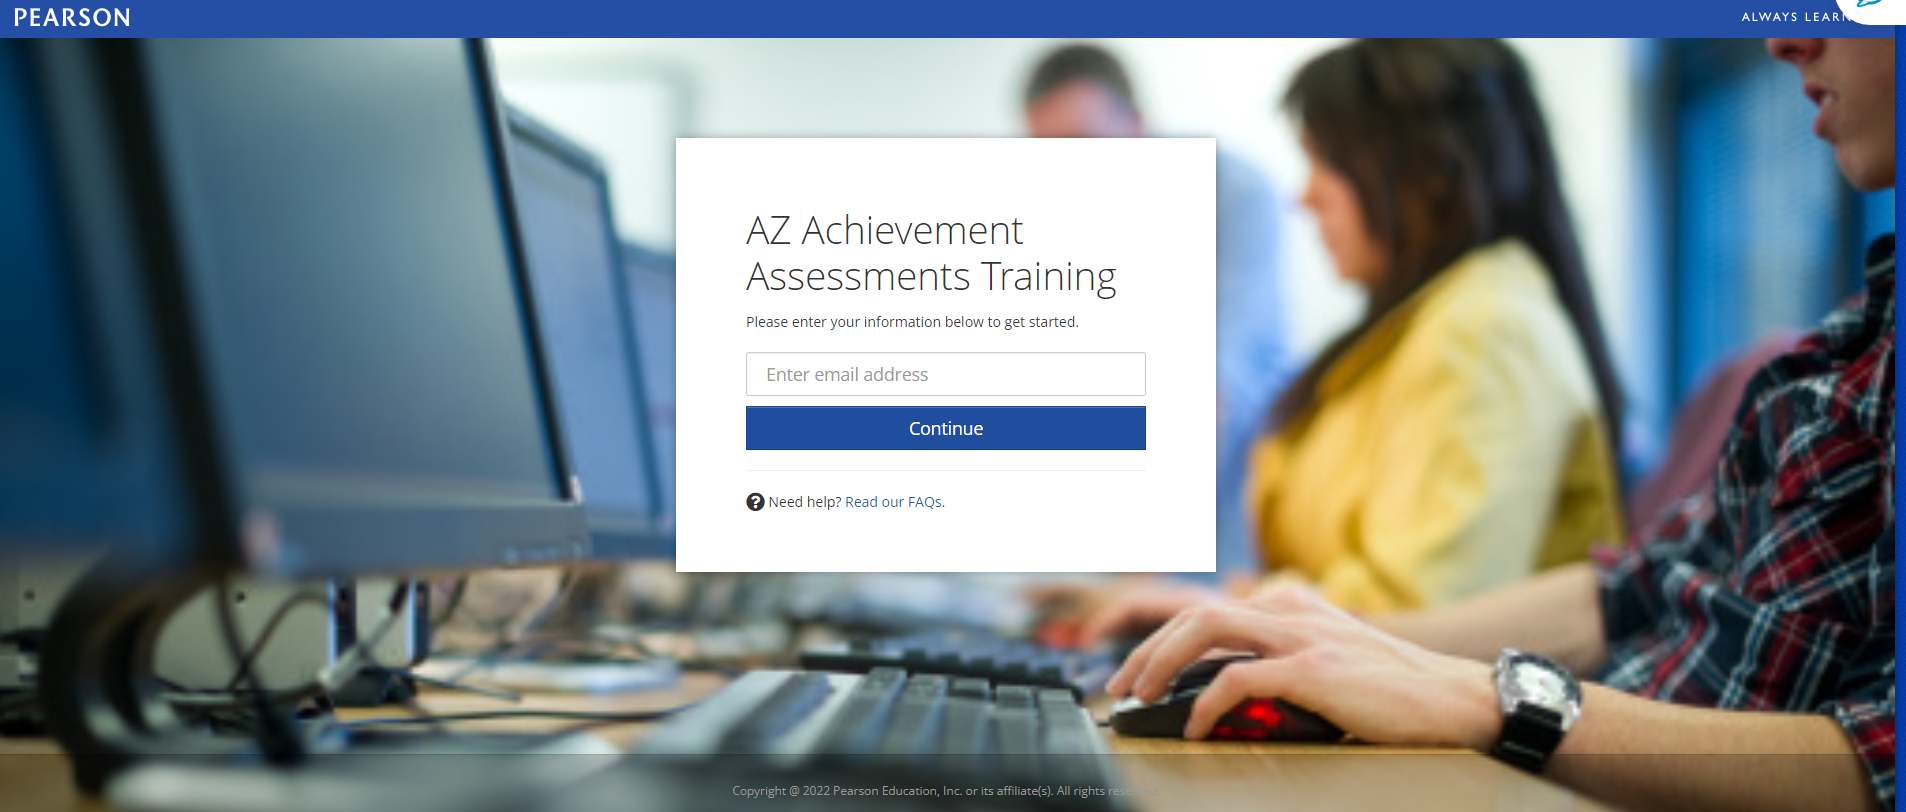 PEARSON
ALWAYS LEARN
AZ Achievement
Assessments Training
Please enter your information below to get started.
Enter email address
Continue
Need help? Read our FAQs.
Copyright @ 2022 Pearson Education, Inc. or its affiliate(s). All rights